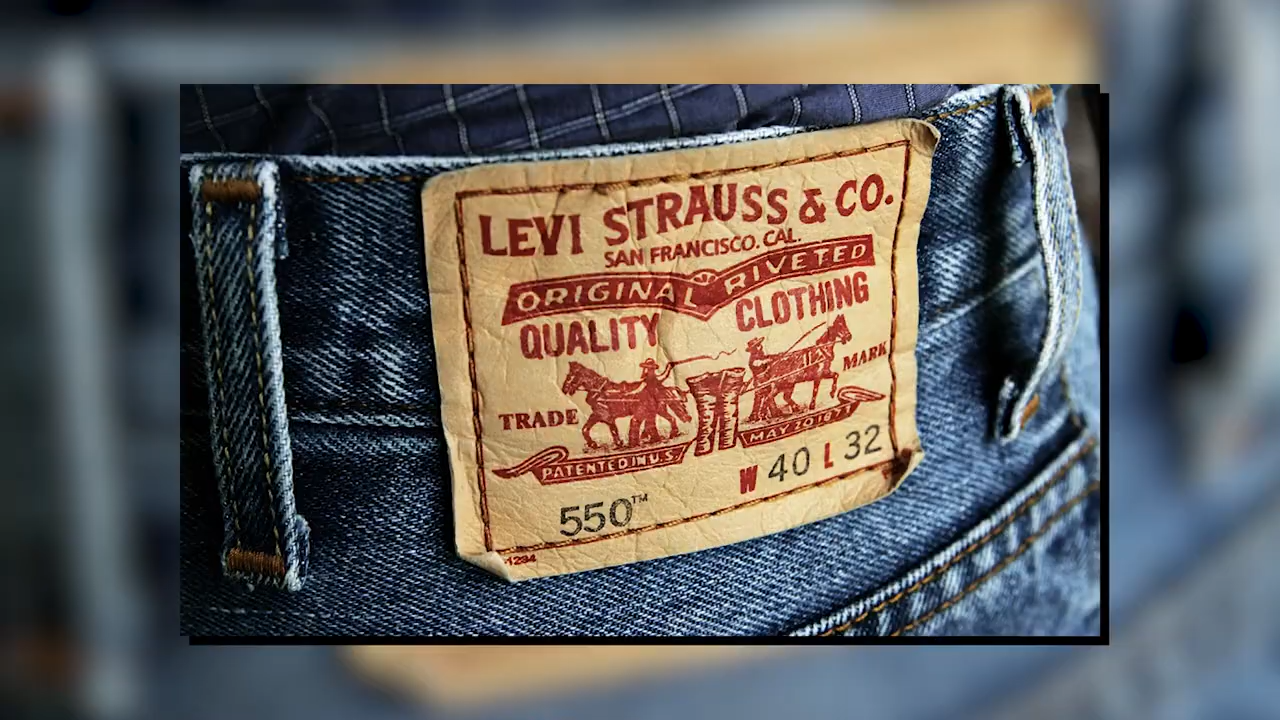 LEVI STRAUSS & CO.
SAN FRANCISCO. CAL.
ORIGINAL RIVETED
QUALITY CLOTHING
TRADE MARK
PATENTED IN U.S. MAY 20 1873
550™ W 40 L 32
1234